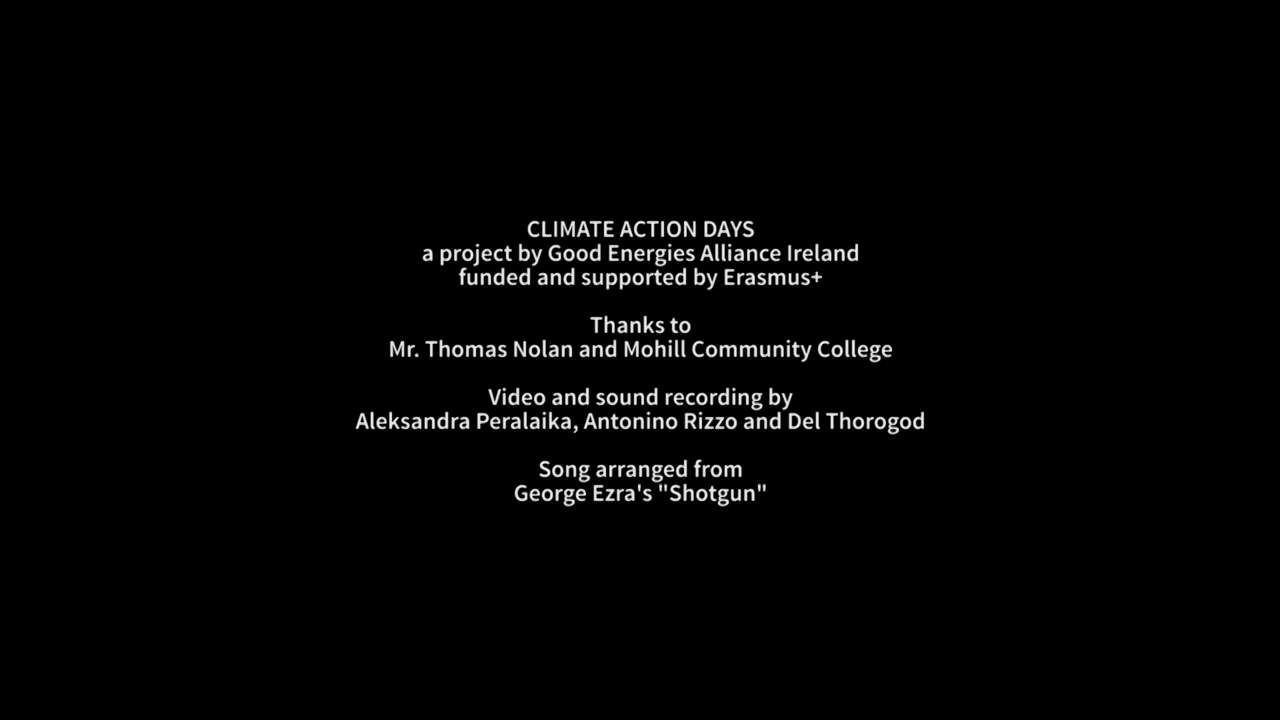 CLIMATE ACTION DAYS
a project by Good Energies Alliance Ireland
funded and supported by Erasmus+
Thanks to
Mr. Thomas Nolan and Mohill Community College
Video and sound recording by
Aleksandra Peralaika, Antonino Rizzo and Del Thorogod
Song arranged from
George Ezra's "Shotgun"